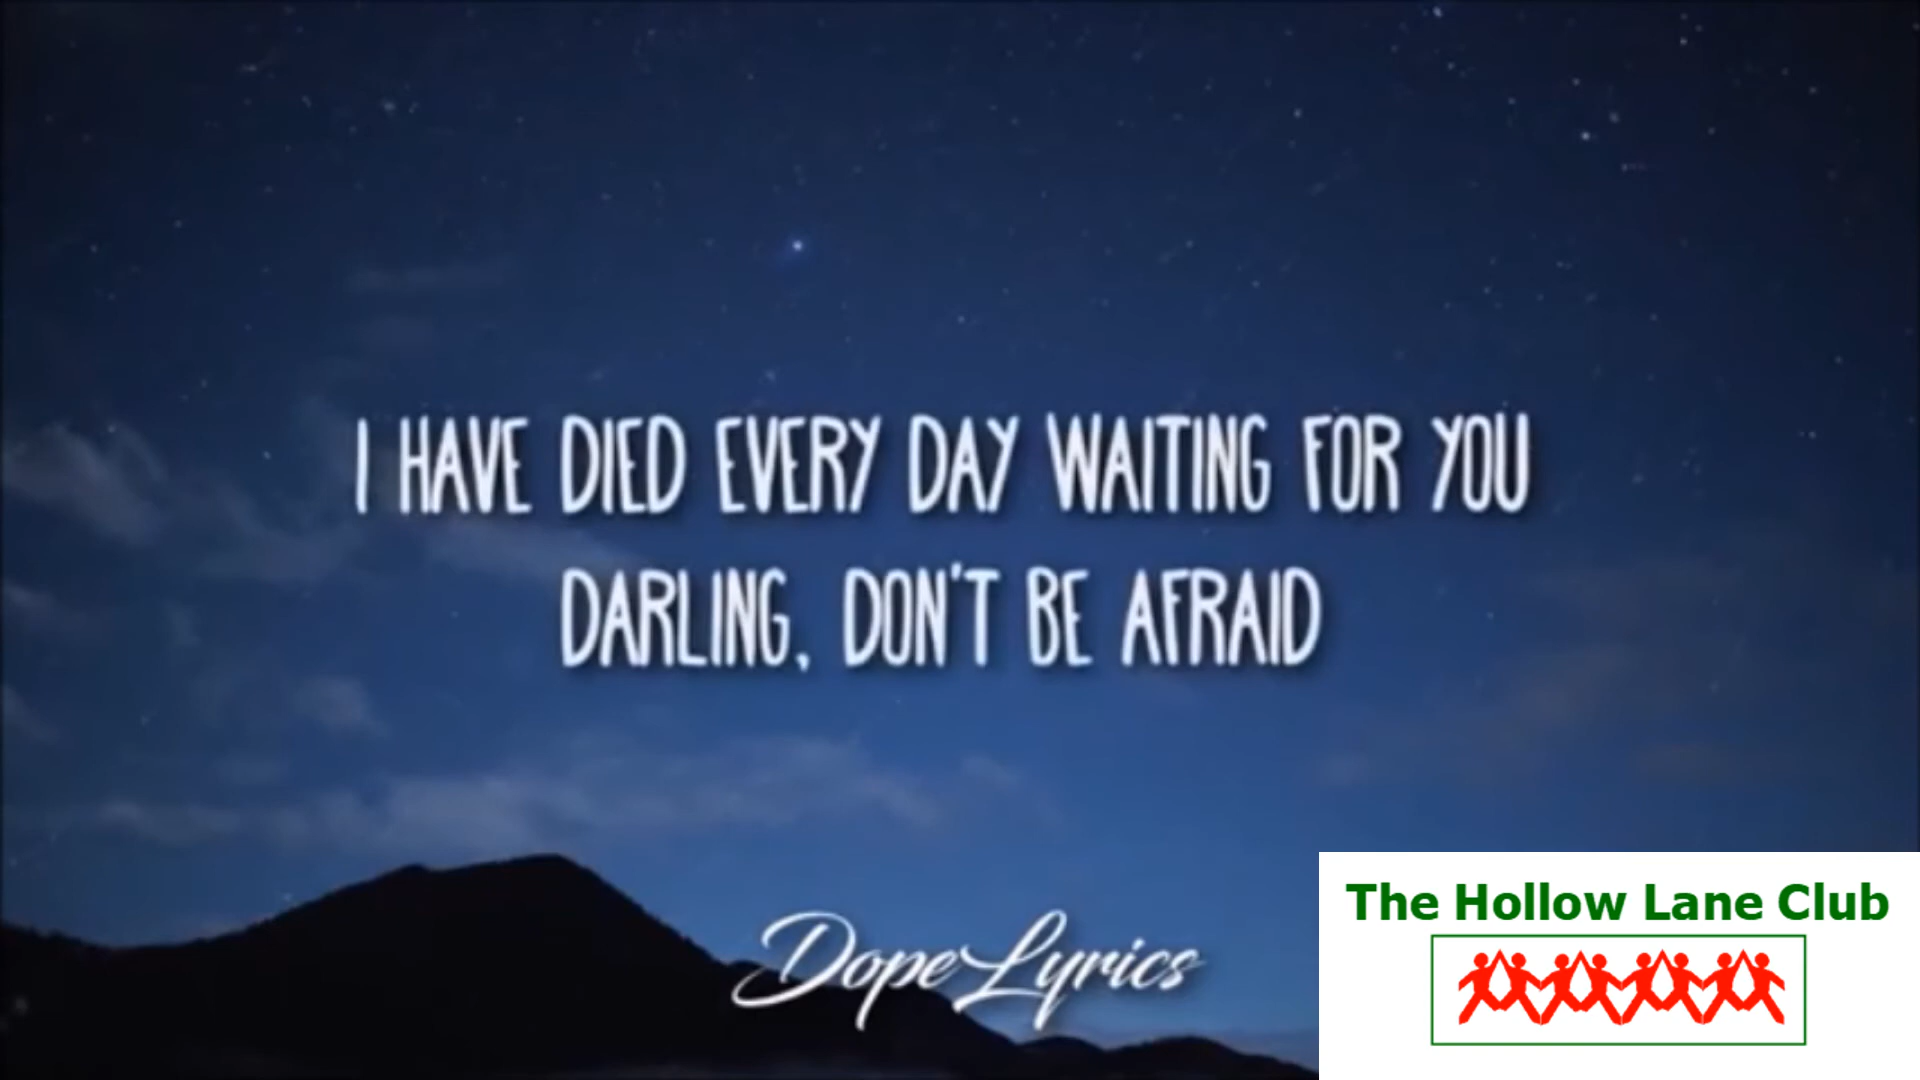 I HAVE DIED EVERY DAY WAITING FOR YOU
DARLING, DON'T BE AFRAID
DopeLyrics
The Hollow Lane Club